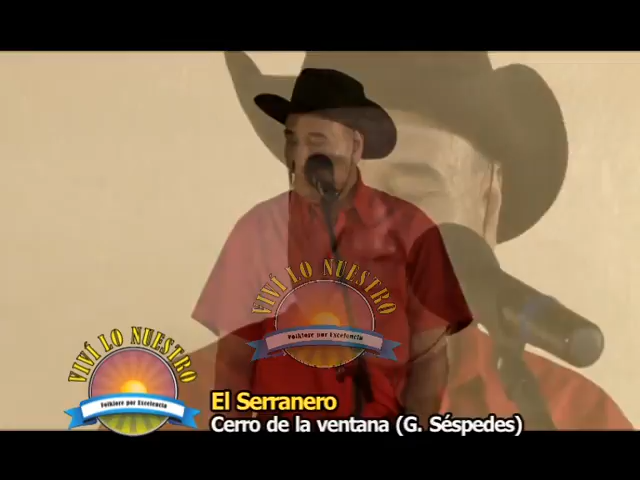 VIVÍ LO NUESTRO
Folklore por Excelencia
VIVÍ LO NUESTRO
Folklore por Excelencia
El Serranero
Cerro de la ventana (G. Séspedes)